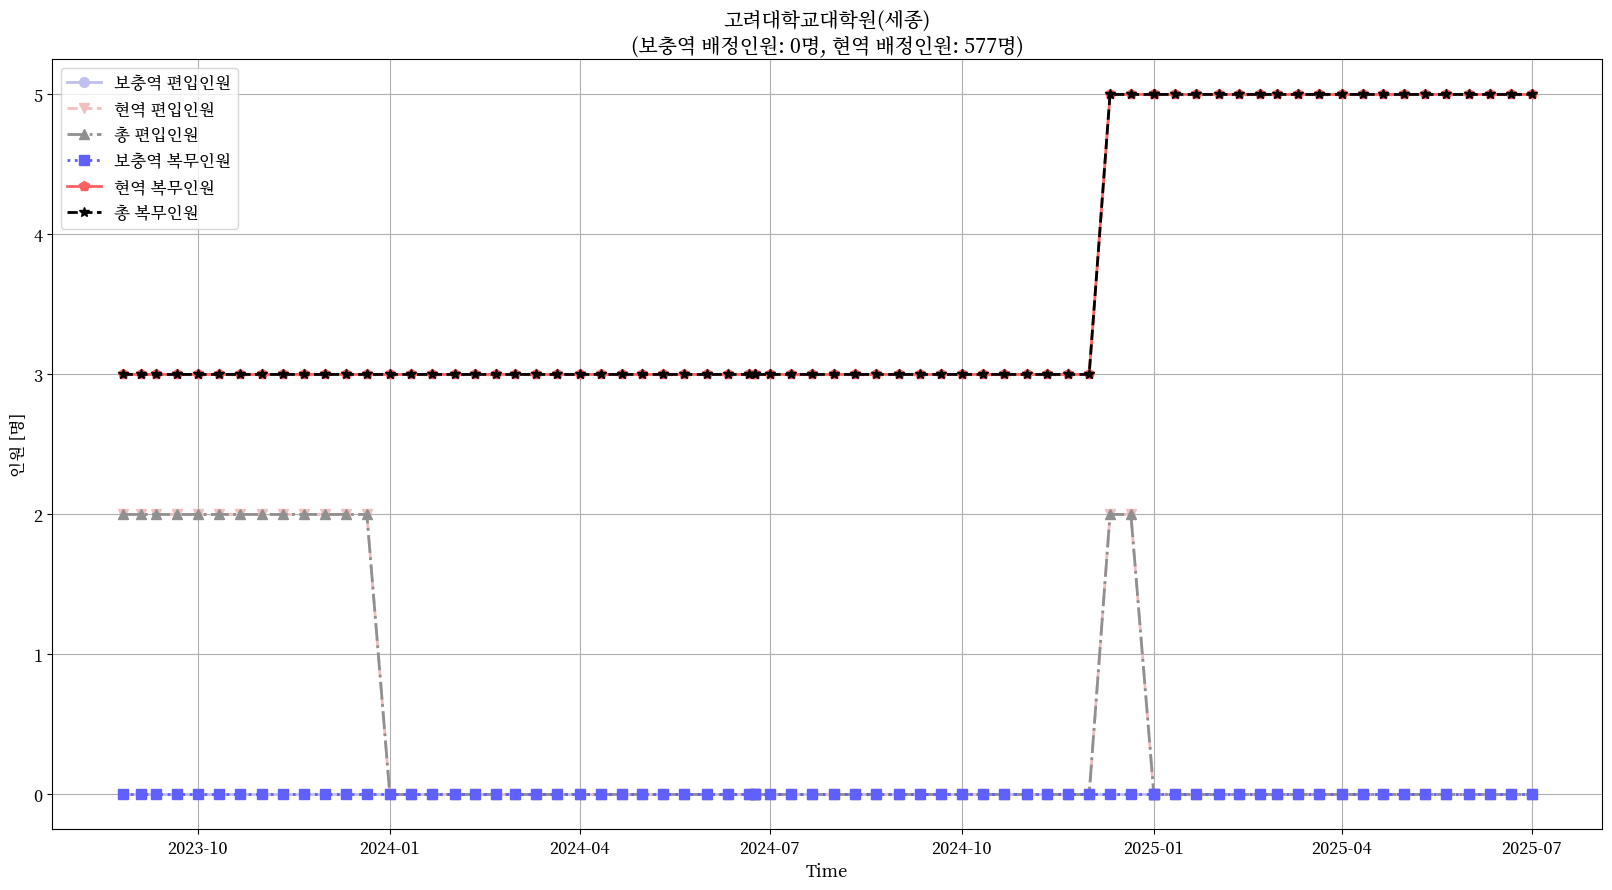 고려대학교대학원(세종)
(보충역 배정인원: 0명, 현역 배정인원: 577명)
보충역 편입인원
현역 편입인원
총 편입인원
보충역 복무인원
현역 복무인원
총 복무인원
5
4
3
2
1
0
인원 [명]
2023-10
2024-01
2024-04
2024-07
2024-10
2025-01
2025-04
2025-07
Time